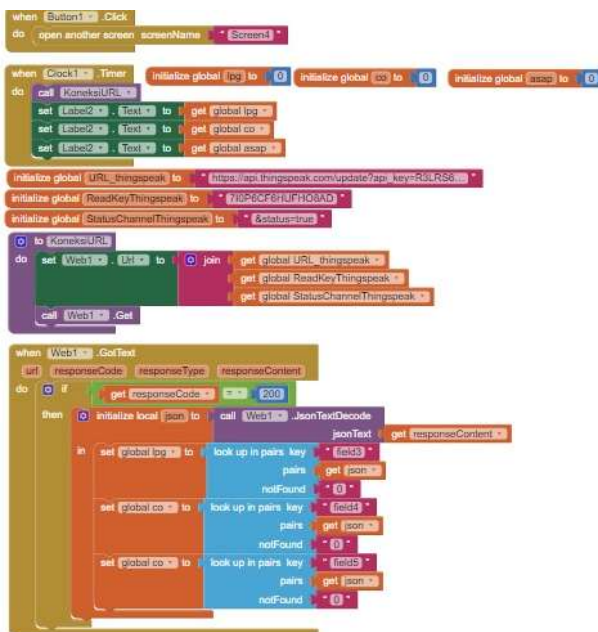 when Button1 .Click
do open another screen screenName " Screen4 "
when Clock1 .Timer initialize global lpg to 0 initialize global co to 0 initialize global asap to 0
do call KoneksiURL
set Label2 . Text to get global lpg
set Label2 . Text to get global co
set Label2 . Text to get global asap
initialize global URL_thingspeak to " https://api.thingspeak.com/update?api_key=R3LRS6... "
initialize global ReadKeyThingspeak to " "
initialize global StatusChannelThingspeak to " &status=true "
to KoneksiURL
do set Web1 . Url to join get global URL_thingspeak
get global ReadKeyThingspeak
get global StatusChannelThingspeak
call Web1 .Get
when Web1 .GotText
url responseCode responseType responseContent
do if get responseCode = 200
then initialize local json to call Web1 .JsonTextDecode
jsonText get responseContent
in set global lpg to look up in pairs key " field3 "
pairs get json
notFound " 0 "
set global co to look up in pairs key " field4 "
pairs get json
notFound " 0 "
set global co to look up in pairs key " field5 "
pairs get json
notFound " 0 "